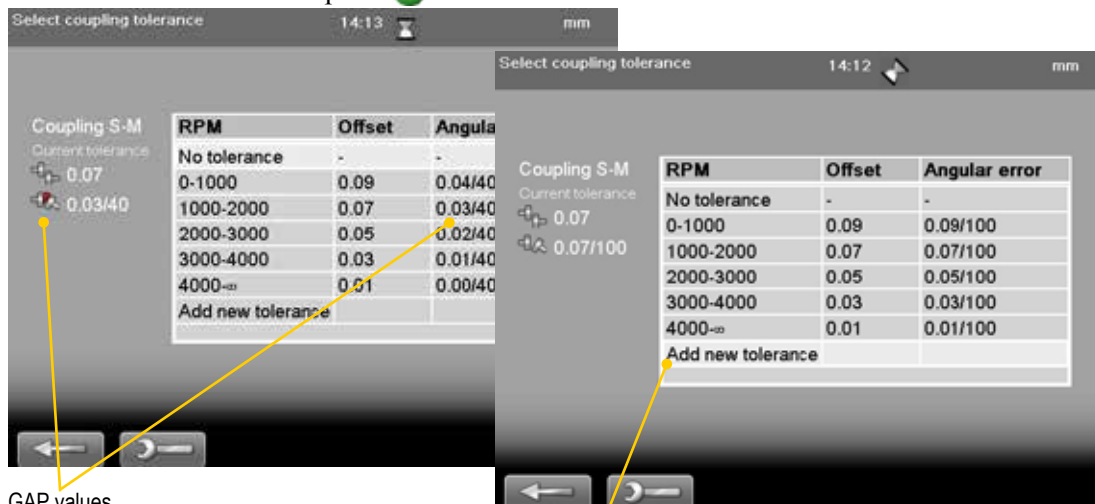 Select coupling tolerance 14:13 mm
Coupling S-M
Current tolerance
0.07
0.03/40
RPM Offset Angula
No tolerance - -
0-1000 0.09 0.04/40
1000-2000 0.07 0.03/40
2000-3000 0.05 0.02/40
3000-4000 0.03 0.01/40
4000-∞ 0.01 0.00/40
Add new tolerance
GAP values
Select coupling tolerance 14:12 mm
Coupling S-M
Current tolerance
0.07
0.07/100
RPM Offset Angular error
No tolerance - -
0-1000 0.09 0.09/100
1000-2000 0.07 0.07/100
2000-3000 0.05 0.05/100
3000-4000 0.03 0.03/100
4000-∞ 0.01 0.01/100
Add new tolerance